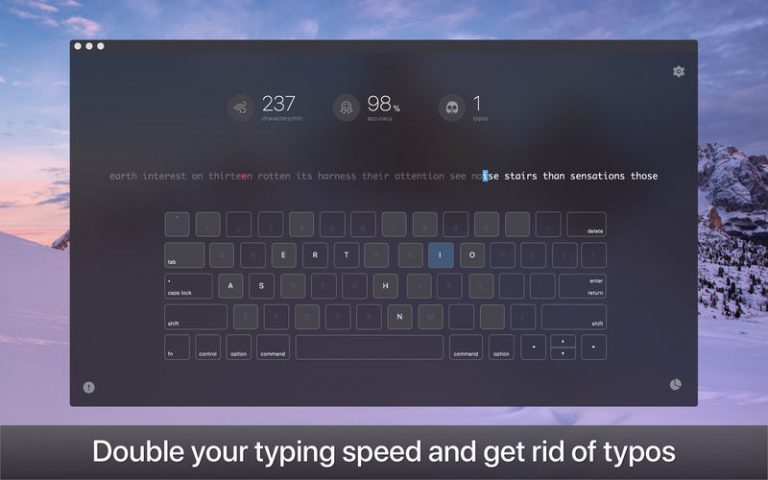 237 98% 1
characters/min accuracy typos
earth interest on thirteen rotten its harness their attention see noise stairs than sensations those
delete
tab E R T I O
caps lock A S H enter
return
shift N shift
fn control option command command option
Double your typing speed and get rid of typos